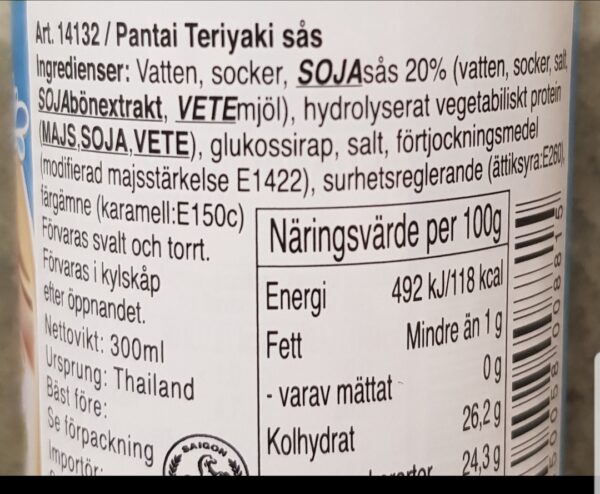 Art. 14132 / Pantai Teriyaki sås
Ingredienser: Vatten, socker, SOJAsås 20% (vatten, socker, salt,
SOJAbönextrakt, VETEmjöl), hydrolyserat vegetabiliskt protein
(MAJS,SOJA,VETE), glukossirap, salt, förtjockningsmedel
(modifierad majsstärkelse E1422), surhetsreglerande (ättiksyra:E260),
färgämne (karamell:E150c)
Förvaras svalt och torrt.
Förvaras i kylskåp
efter öppnandet.
Nettovikt: 300ml
Ursprung: Thailand
Bäst före:
Se förpackning
Importör:
SAIGON
Näringsvärde per 100g
Energi 492 kJ/118 kcal
Fett Mindre än 1 g
- varav mättat 0 g
Kolhydrat 26,2 g
24,3 g